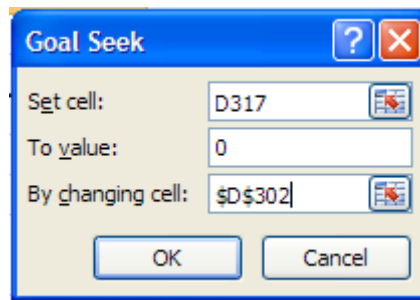 Goal Seek ?
Set cell: D317
To value: 0
By changing cell: $D$302
OK Cancel